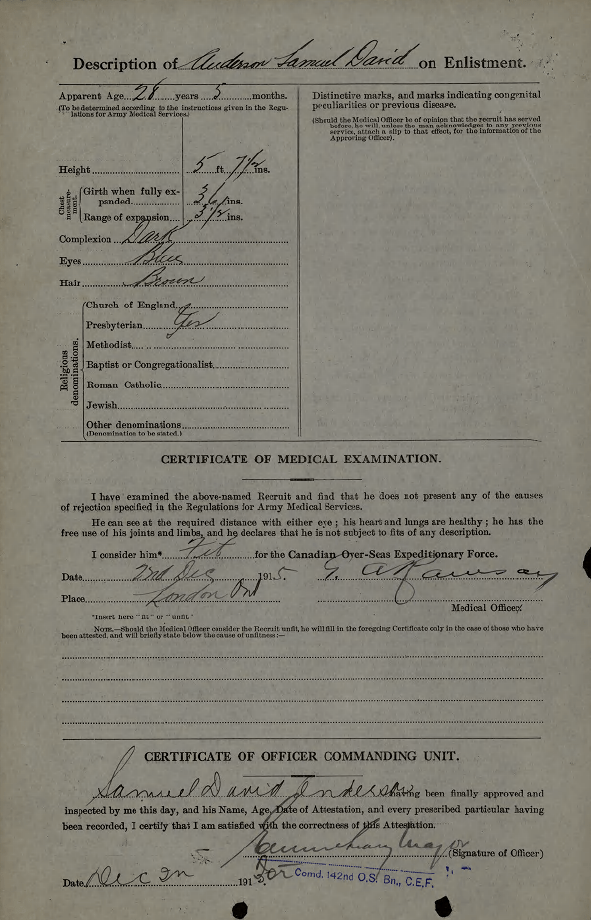 Description of Anderson Samuel David on Enlistment.
Apparent Age 28 years 5 months.
(To be determined according to the instructions given in the Regu-
lations for Army Medical Services.)
Height 5 ft. 7 1/2 ins.
Chest measure-ment.
Girth when fully ex-
panded 36 ins.
Range of expansion 3 1/2 ins.
Complexion Dark
Eyes Blue
Hair Brown
Religious denominations.
Church of England
Presbyterian Yes
Methodist
Baptist or Congregationalist
Roman Catholic
Jewish
Other denominations
(Denomination to be stated.)
Distinctive marks, and marks indicating congenital
peculiarities or previous disease.
(Should the Medical Officer be of opinion that the recruit has served
before, he will, unless the man acknowledges to any previous
service, attach a slip to that effect, for the information of the
Approving Officer).
CERTIFICATE OF MEDICAL EXAMINATION.
I have examined the above-named Recruit and find that he does not present any of the causes
of rejection specified in the Regulations for Army Medical Services.
He can see at the required distance with either eye; his heart and lungs are healthy; he has the
free use of his joints and limbs, and he declares that he is not subject to fits of any description.
I consider him* Fit for the Canadian Over-Seas Expeditionary Force.
Date 2nd Dec 1915. G. A. Ramsay
Place London Ont
Medical Officer.
*Insert here "fit" or "unfit"
NOTE.—Should the Medical Officer consider the Recruit unfit, he will fill in the foregoing Certificate only in the case of those who have
been attested, and will briefly state below the cause of unfitness:—
CERTIFICATE OF OFFICER COMMANDING UNIT.
Samuel David Anderson having been finally approved and
inspected by me this day, and his Name, Age, Date of Attestation, and every prescribed particular having
been recorded, I certify that I am satisfied with the correctness of this Attestation.
Major (Signature of Officer)
Comd. 142nd O.S. Bn., C.E.F.
Date Dec 2n 1915